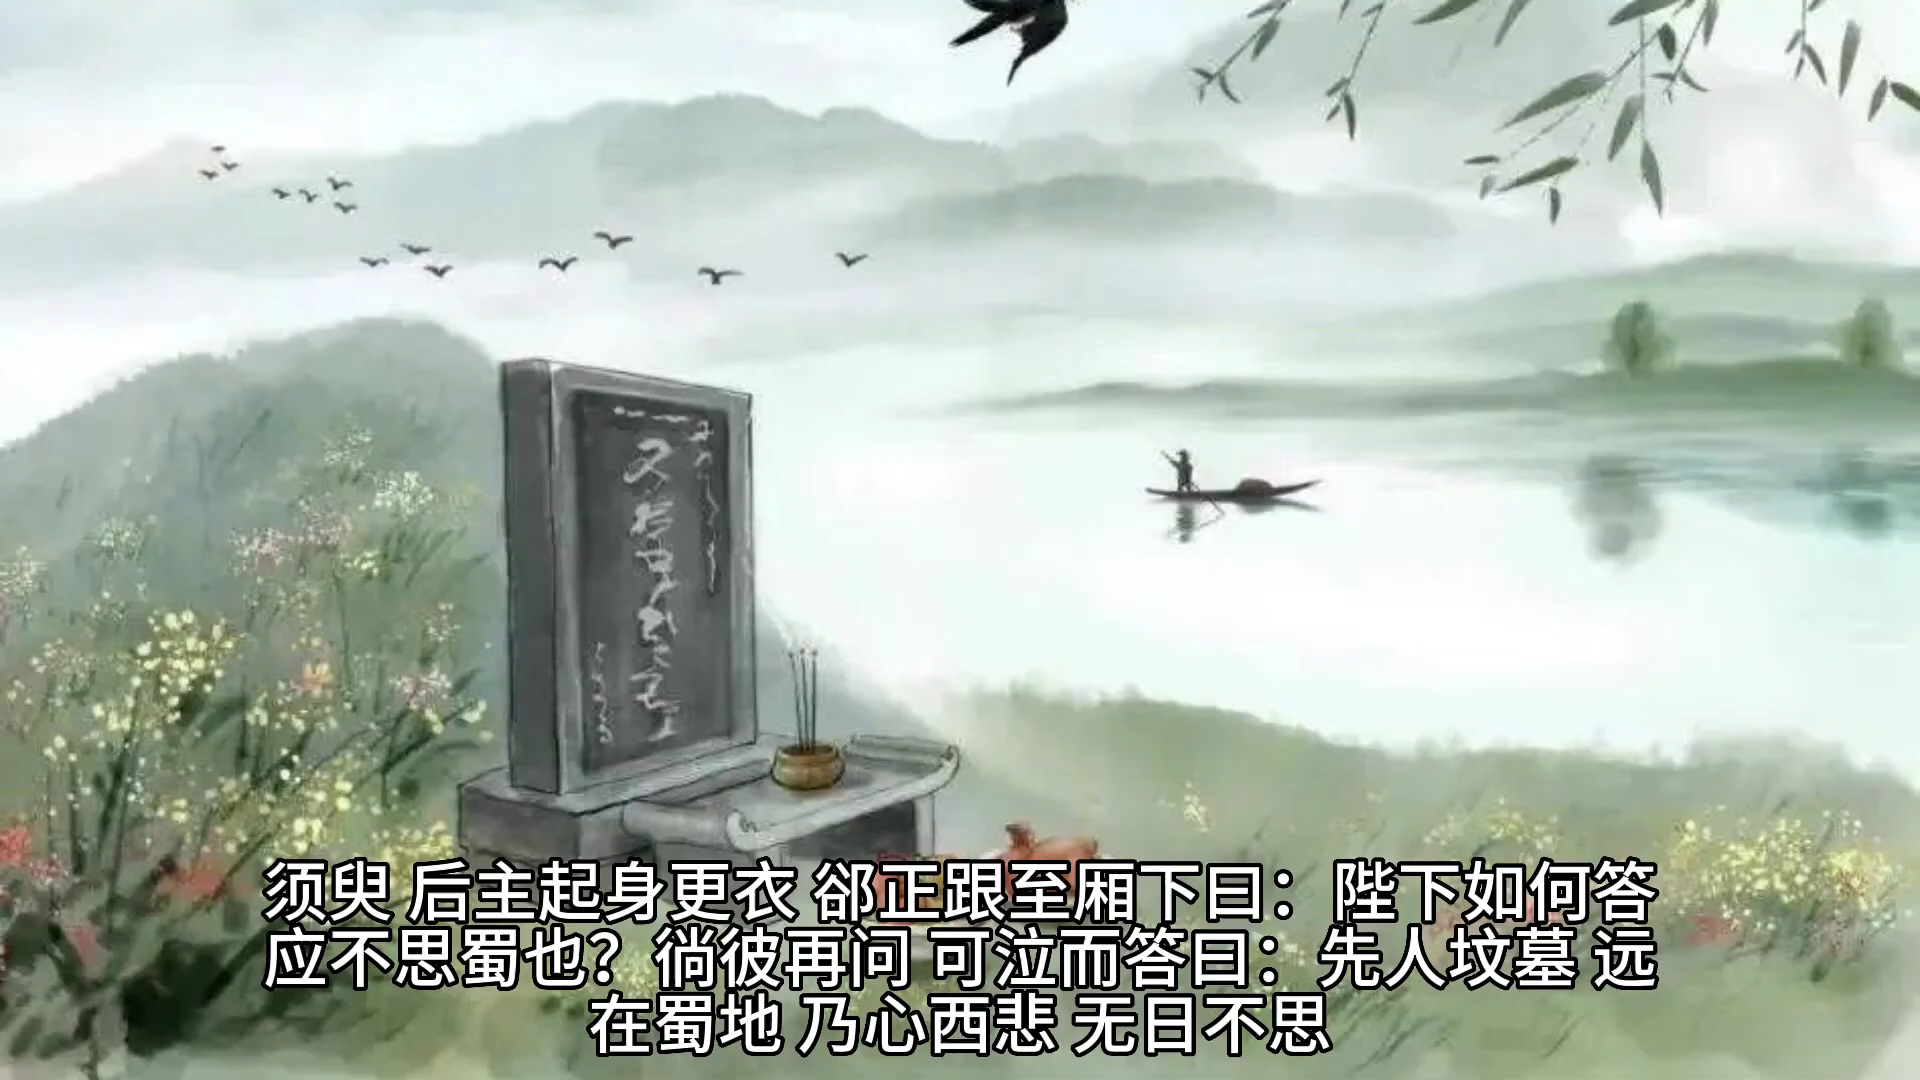 须臾 后主起身更衣 郤正跟至厢下曰：陛下如何答
应不思蜀也？徜彼再问 可泣而答曰：先人坟墓 远
在蜀地 乃心西悲 无日不思